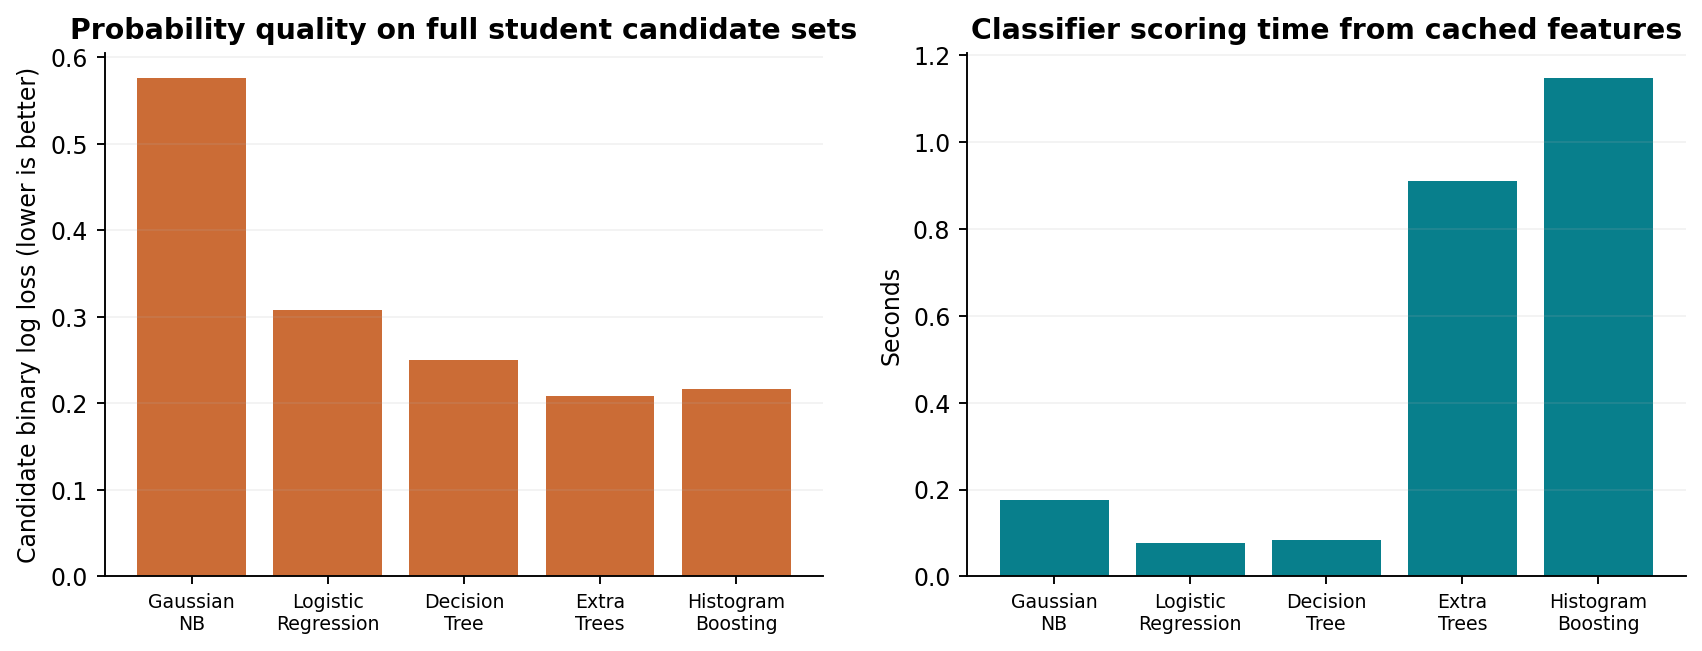 Probability quality on full student candidate sets
Candidate binary log loss (lower is better)
0.6
0.5
0.4
0.3
0.2
0.1
0.0
Gaussian
NB
Logistic
Regression
Decision
Tree
Extra
Trees
Histogram
Boosting
Classifier scoring time from cached features
Seconds
1.2
1.0
0.8
0.6
0.4
0.2
0.0
Gaussian
NB
Logistic
Regression
Decision
Tree
Extra
Trees
Histogram
Boosting